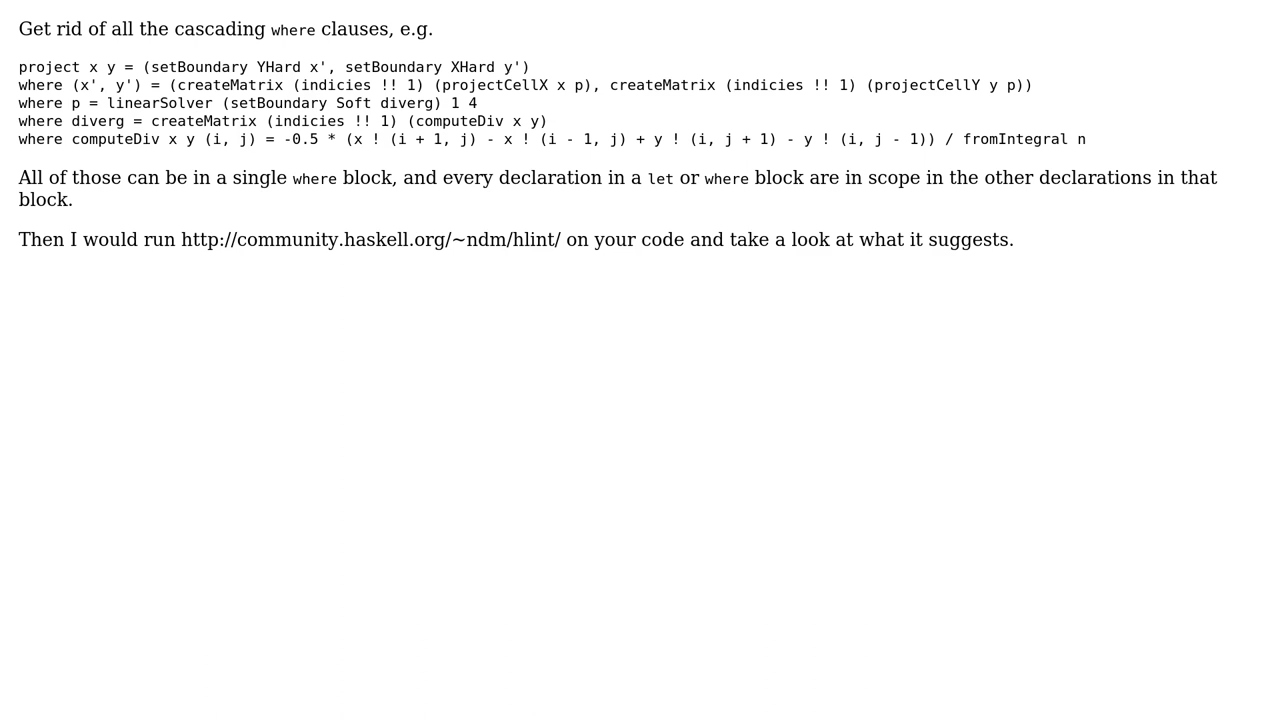 Get rid of all the cascading where clauses, e.g.
project x y = (setBoundary YHard x', setBoundary XHard y')
where (x', y') = (createMatrix (indicies !! 1) (projectCellX x p), createMatrix (indicies !! 1) (projectCellY y p))
where p = linearSolver (setBoundary Soft diverg) 1 4
where diverg = createMatrix (indicies !! 1) (computeDiv x y)
where computeDiv x y (i, j) = -0.5 * (x ! (i + 1, j) - x ! (i - 1, j) + y ! (i, j + 1) - y ! (i, j - 1)) / fromIntegral n
All of those can be in a single where block, and every declaration in a let or where block are in scope in the other declarations in that
block.
Then I would run http://community.haskell.org/~ndm/hlint/ on your code and take a look at what it suggests.